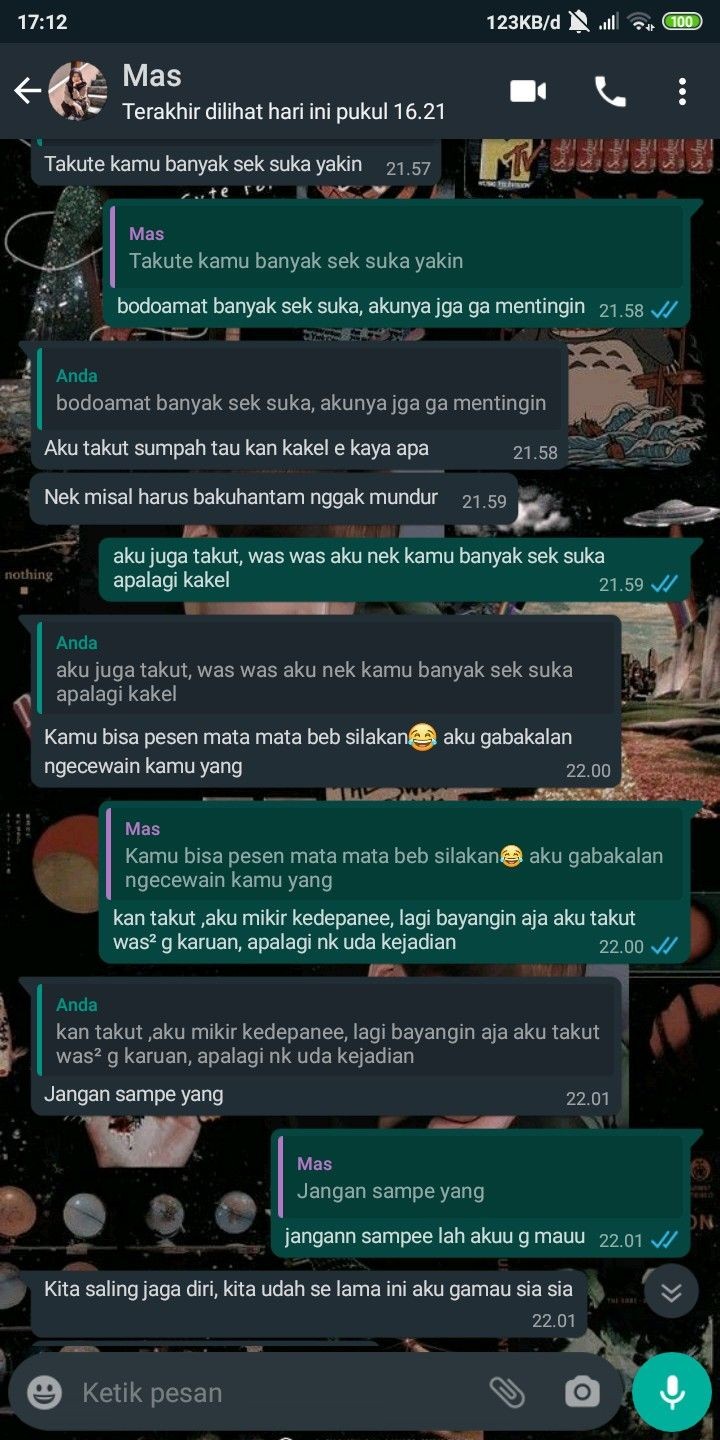 17:12
123KB/d
100
Mas
Terakhir dilihat hari ini pukul 16.21
Takute kamu banyak sek suka yakin 21.57
Mas
Takute kamu banyak sek suka yakin
bodoamat banyak sek suka, akunya jga ga mentingin 21.58
Anda
bodoamat banyak sek suka, akunya jga ga mentingin
Aku takut sumpah tau kan kakel e kaya apa 21.58
Nek misal harus bakuhantam nggak mundur 21.59
aku juga takut, was was aku nek kamu banyak sek suka
apalagi kakel 21.59
nothing
Anda
aku juga takut, was was aku nek kamu banyak sek suka
apalagi kakel
Kamu bisa pesen mata mata beb silakan😂 aku gabakalan
ngecewain kamu yang 22.00
Mas
Kamu bisa pesen mata mata beb silakan😂 aku gabakalan
ngecewain kamu yang
kan takut ,aku mikir kedepanee, lagi bayangin aja aku takut
was² g karuan, apalagi nk uda kejadian 22.00
Anda
kan takut ,aku mikir kedepanee, lagi bayangin aja aku takut
was² g karuan, apalagi nk uda kejadian
Jangan sampe yang 22.01
Mas
Jangan sampe yang
jangann sampee lah akuu g mauu 22.01
Kita saling jaga diri, kita udah se lama ini aku gamau sia sia
22.01
Ketik pesan